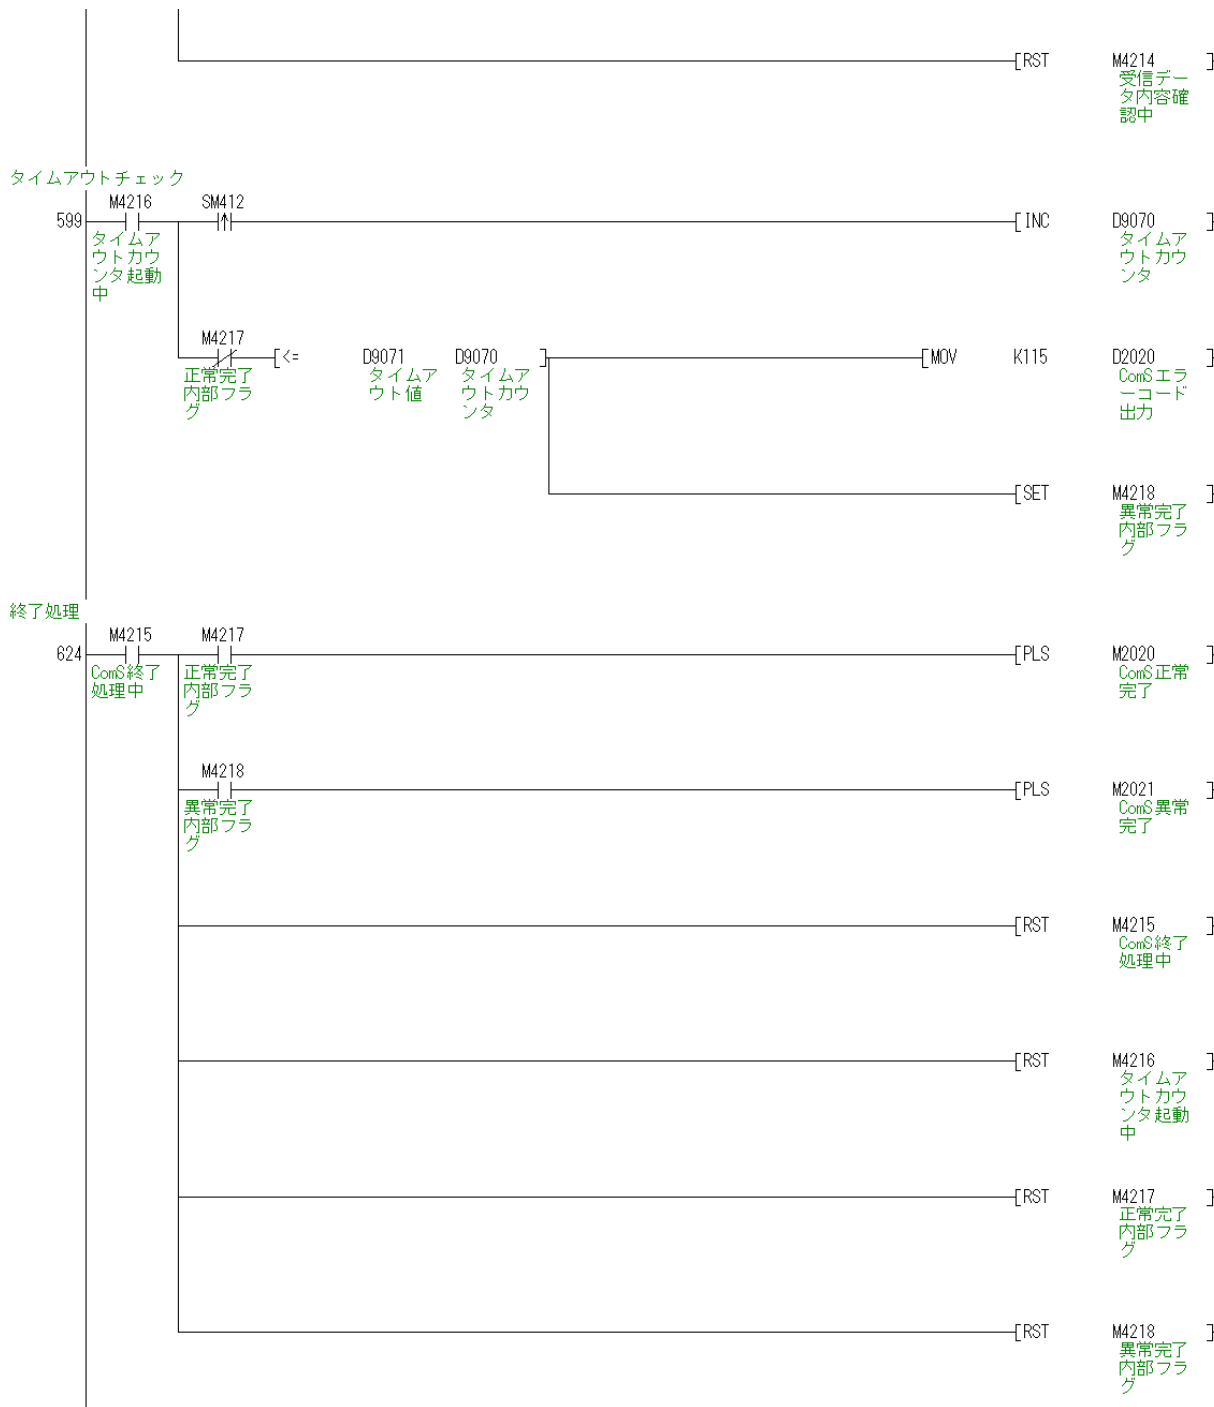 [RST M4214 ]
受信デー
タ内容確
認中
タイムアウトチェック
M4216 SM412
599 [INC D9070 ]
タイムア
ウトカウ
ンタ起動
中
タイムア
ウトカウ
ンタ
M4217
[<= D9071 D9070 ] [MOV K115 D2020 ]
正常完了
内部フラ
グ
タイムア
ウト値
タイムア
ウトカウ
ンタ
ComSエラ
ーコード
出力
[SET M4218 ]
異常完了
内部フラ
グ
終了処理
M4215 M4217
624 [PLS M2020 ]
ComS終了
処理中
正常完了
内部フラ
グ
ComS正常
完了
M4218
[PLS M2021 ]
異常完了
内部フラ
グ
ComS異常
完了
[RST M4215 ]
ComS終了
処理中
[RST M4216 ]
タイムア
ウトカウ
ンタ起動
中
[RST M4217 ]
正常完了
内部フラ
グ
[RST M4218 ]
異常完了
内部フラ
グ